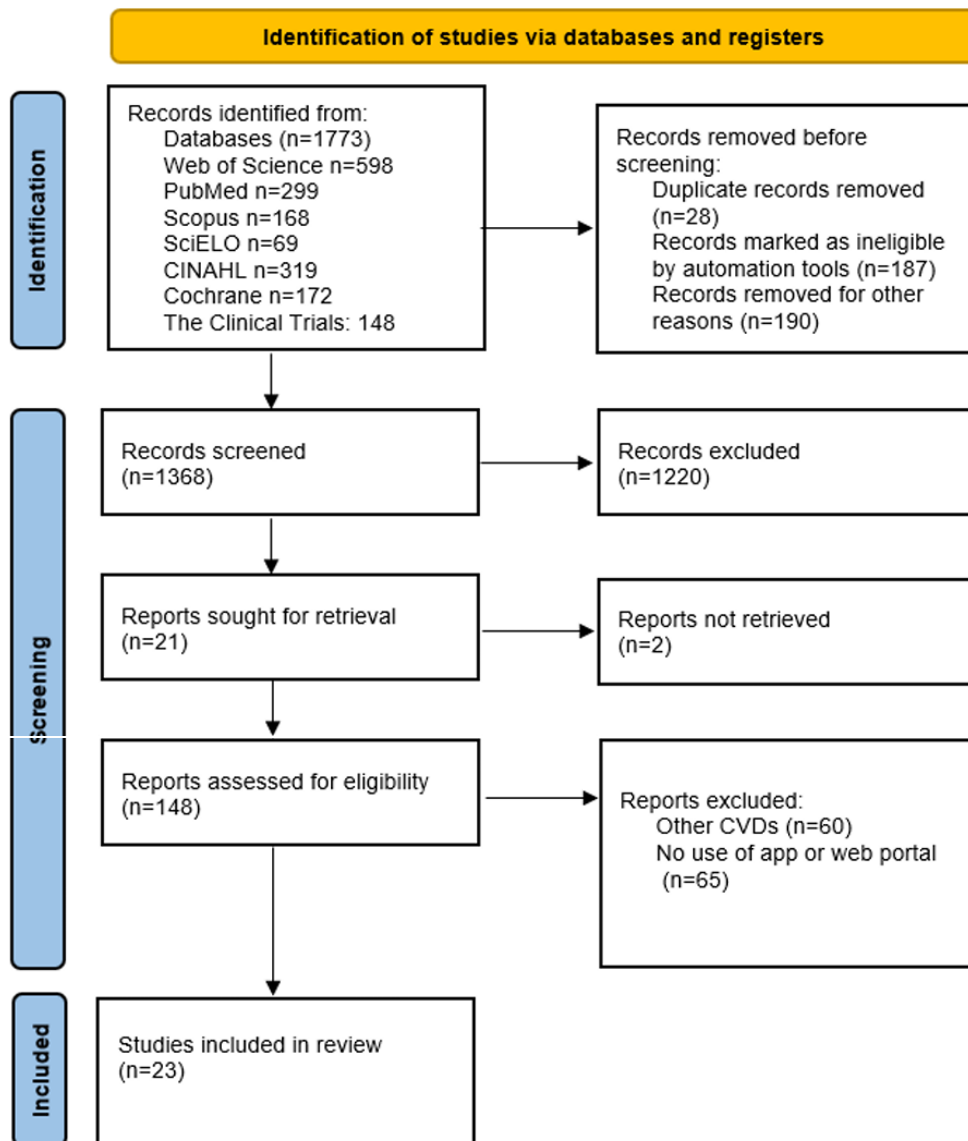 Identification of studies via databases and registers
Identification
Records identified from:
Databases (n=1773)
Web of Science n=598
PubMed n=299
Scopus n=168
SciELO n=69
CINAHL n=319
Cochrane n=172
The Clinical Trials: 148
Records removed before
screening:
Duplicate records removed
(n=28)
Records marked as ineligible
by automation tools (n=187)
Records removed for other
reasons (n=190)
Screening
Records screened
(n=1368)
Records excluded
(n=1220)
Reports sought for retrieval
(n=21)
Reports not retrieved
(n=2)
Reports assessed for eligibility
(n=148)
Reports excluded:
Other CVDs (n=60)
No use of app or web portal
(n=65)
Included
Studies included in review
(n=23)